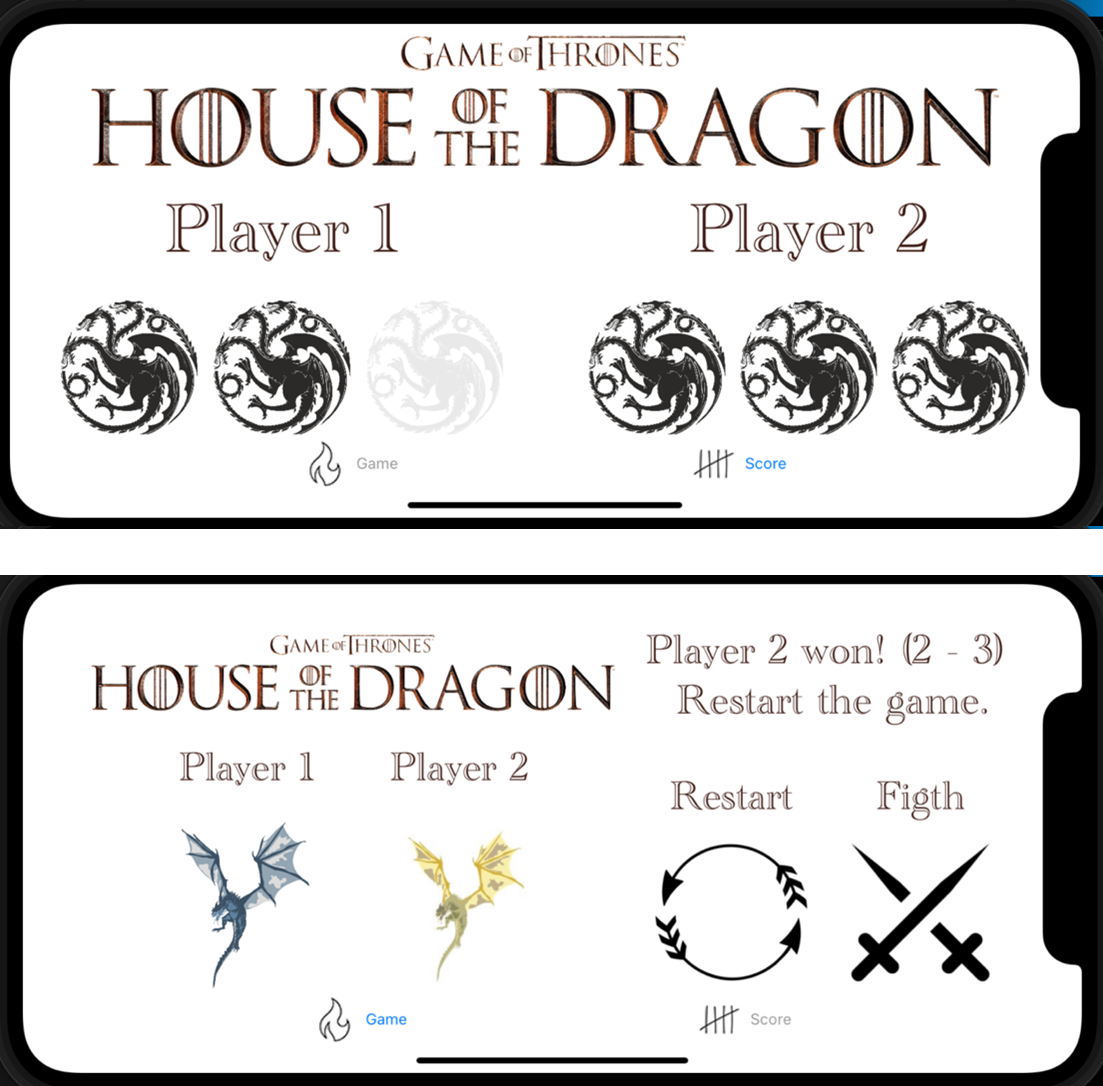 GAME OF THRONES
HOUSE OF THE DRAGON
Player 1
Player 2
Game
Score
GAME OF THRONES
HOUSE OF THE DRAGON
Player 2 won! (2 - 3)
Restart the game.
Player 1
Player 2
Restart
Figth
Game
Score